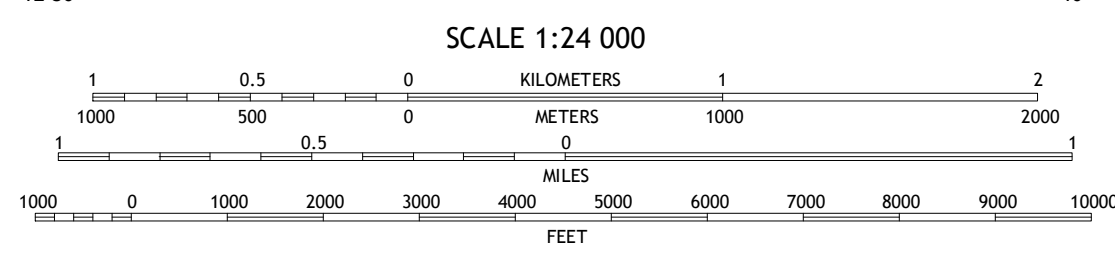 SCALE 1:24 000
1 0.5 0 KILOMETERS 1 2
1000 500 0 METERS 1000 2000
1 0.5 0 1
MILES
1000 0 1000 2000 3000 4000 5000 6000 7000 8000 9000 10000
FEET